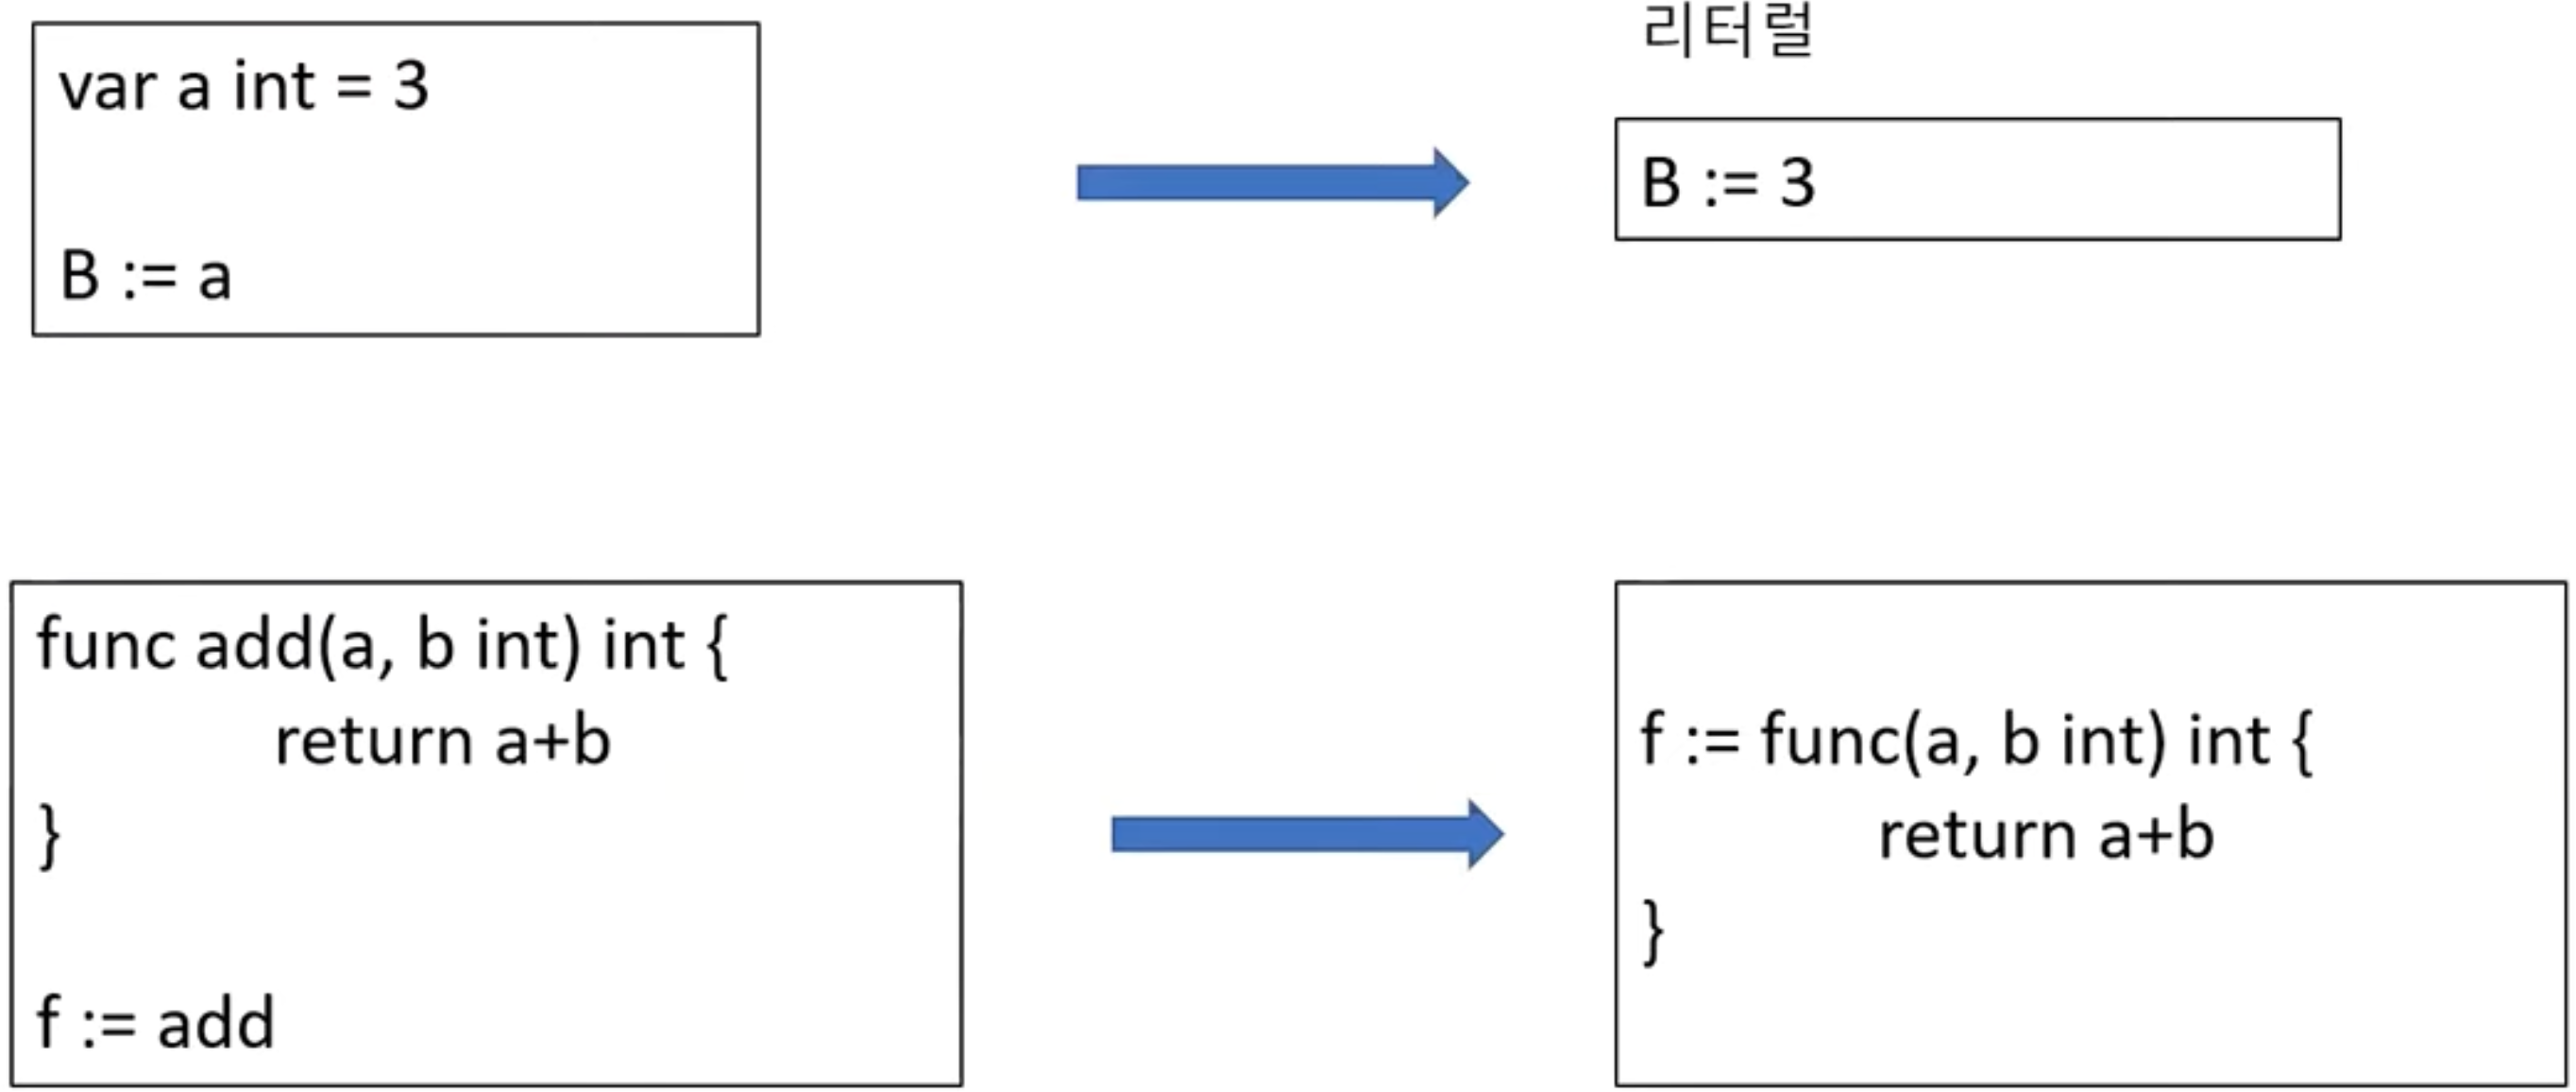 var a int = 3
B := a
리터럴
B := 3
func add(a, b int) int {
return a+b
}
f := add
f := func(a, b int) int {
return a+b
}